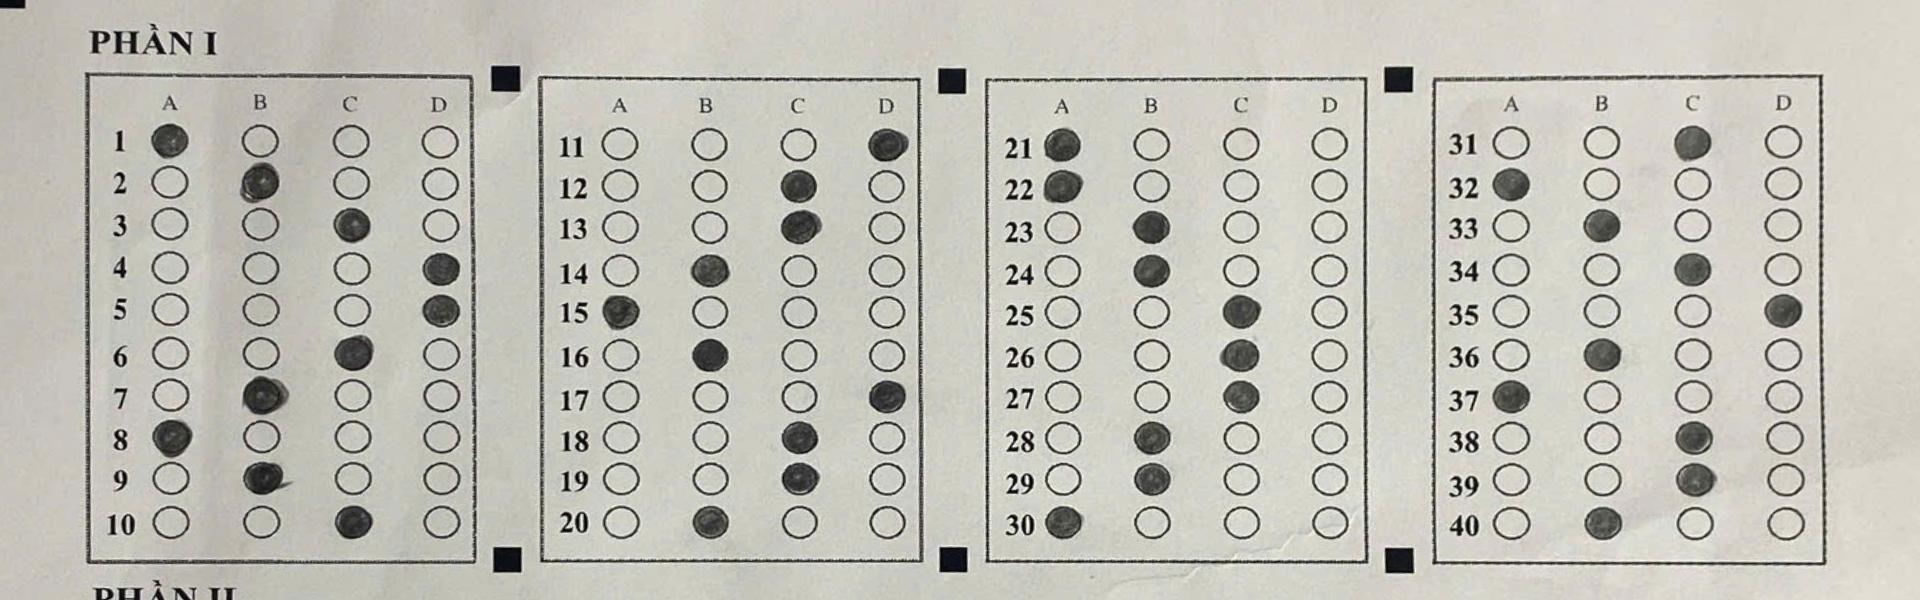 PHẦN I
A B C D A B C D A B C D A B C D
1 11 21 31
2 12 22 32
3 13 23 33
4 14 24 34
5 15 25 35
6 16 26 36
7 17 27 37
8 18 28 38
9 19 29 39
10 20 30 40
PHẦN II